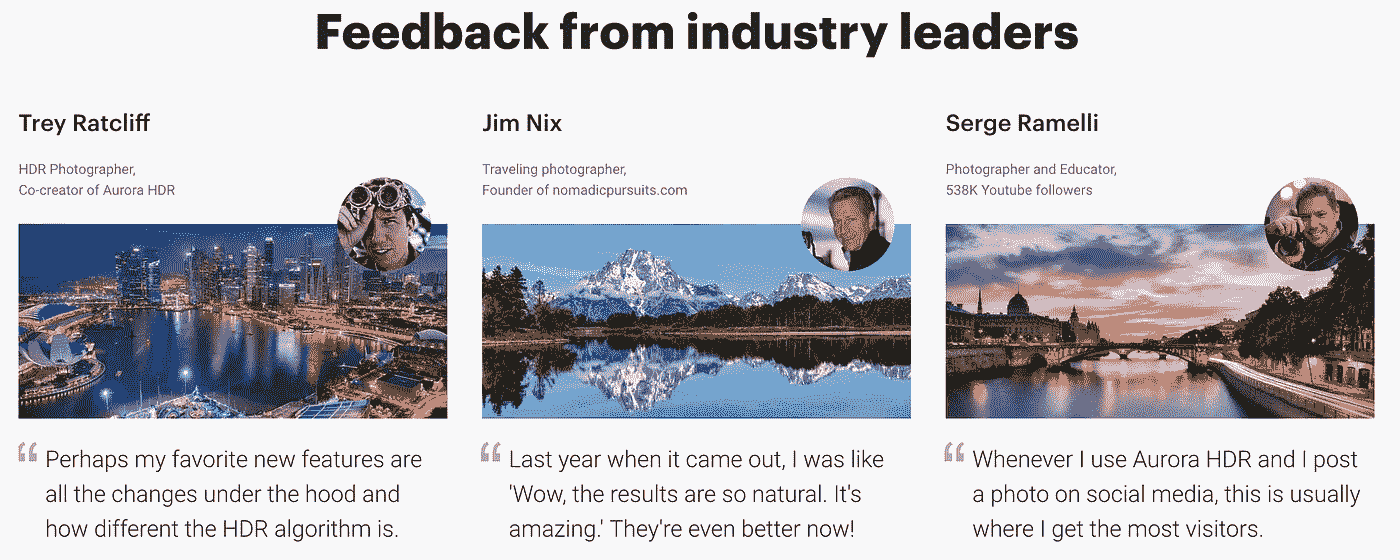 Feedback from industry leaders
Trey Ratcliff
HDR Photographer,
Co-creator of Aurora HDR
“ Perhaps my favorite new features are
all the changes under the hood and
how different the HDR algorithm is.
Jim Nix
Traveling photographer,
Founder of nomadicpursuits.com
“ Last year when it came out, I was like
'Wow, the results are so natural. It's
amazing.' They're even better now!
Serge Ramelli
Photographer and Educator,
538K Youtube followers
“ Whenever I use Aurora HDR and I post
a photo on social media, this is usually
where I get the most visitors.